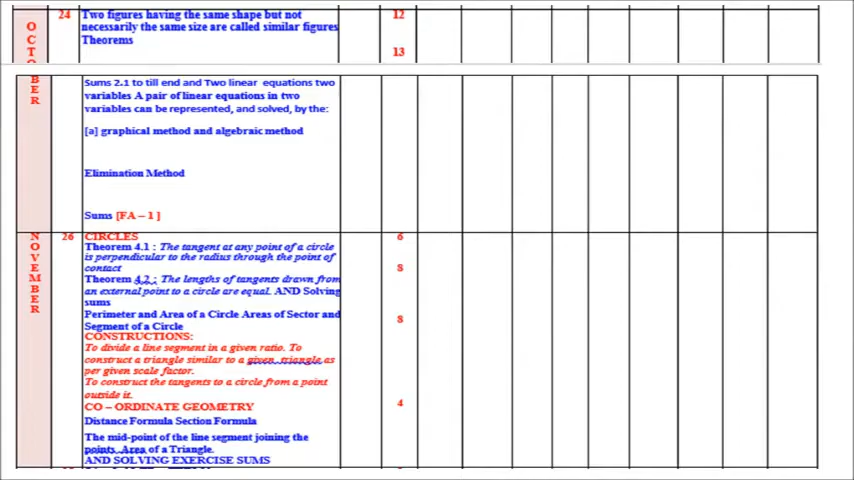 24 Two figures having the same shape but not 12
necessarily the same size are called similar figures
Theorems
13
O
C
T
O
B
E
R
Sums 2.1 to till end and Two linear equations two
variables A pair of linear equations in two
variables can be represented, and solved, by the:
[a] graphical method and algebraic method
Elimination Method
Sums [FA – 1 ]
N
O
V
E
M
B
E
R
26 CIRCLES 6
Theorem 4.1 : The tangent at any point of a circle
is perpendicular to the radius through the point of
contact 8
Theorem 4.2 : The lengths of tangents drawn from
an external point to a circle are equal. AND Solving
sums
Perimeter and Area of a Circle Areas of Sector and 8
Segment of a Circle
CONSTRUCTIONS:
To divide a line segment in a given ratio. To
construct a triangle similar to a given triangle as
per given scale factor.
To construct the tangents to a circle from a point
outside it.
CO – ORDINATE GEOMETRY 4
Distance Formula Section Formula
The mid-point of the line segment joining the
points Area of a Triangle.
AND SOLVING EXERCISE SUMS